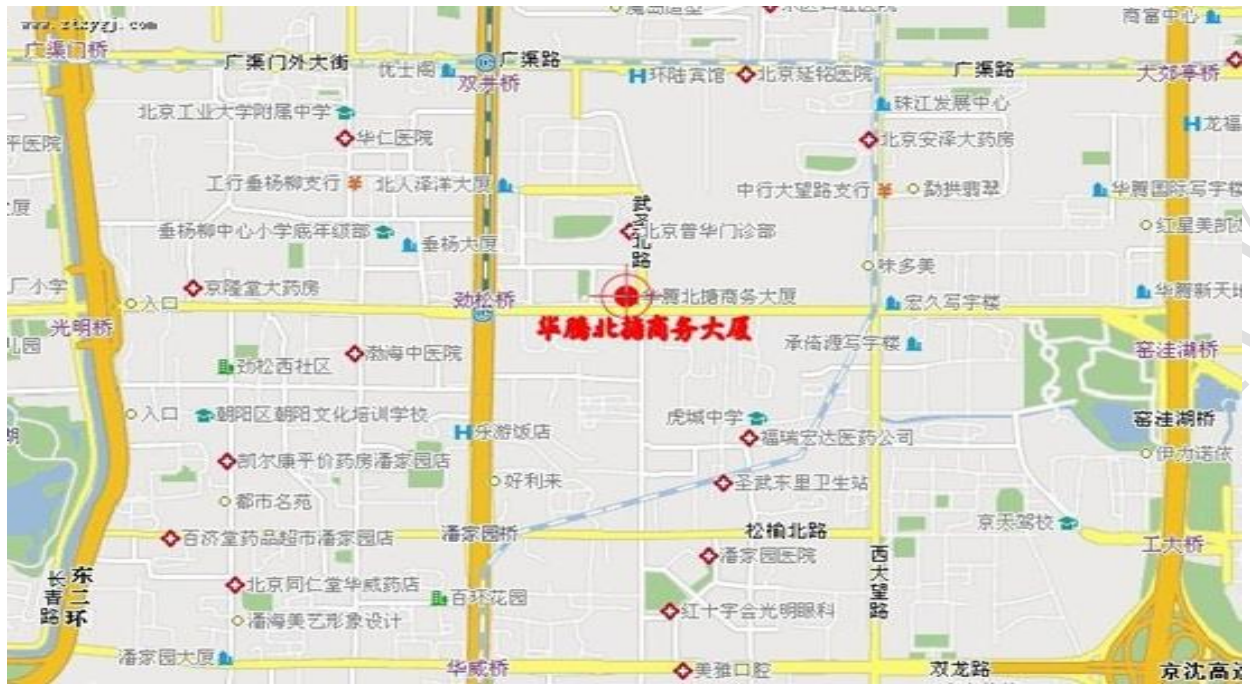 商富中心
广渠门桥
广渠门外大街
优士阁
双井桥
广渠路
环陆宾馆
北京延铭医院
广渠路
大郊亭桥
北京工业大学附属中学
华仁医院
珠江发展中心
北京安泽大药房
龙福
平医院
工行垂杨柳支行
北人泽洋大厦
武圣北路
中行大望路支行
勐拱翡翠
华腾国际写字楼
垂杨柳中心小学底年级部
垂杨大厦
北京普华门诊部
红星美凯龙
味多美
厂小学
京隆堂大药房
入口
劲松桥
华腾北搪商务大厦
宏久写字楼
华腾新天地
光明桥
华腾北搪商务大厦
承倚源写字楼
窑洼湖桥
儿园
渤海中医院
劲松西社区
入口
朝阳区朝阳文化培训学校
乐游饭店
虎城中学
福瑞宏达医药公司
窑洼湖桥
湖
凯尔康平价药房潘家园店
好利来
圣武东里卫生站
伊力诺依
都市名苑
百济堂药品超市潘家园店
潘家园桥
松榆北路
京天驾校
工大桥
潘家园医院
西大望路
长青路
东二环
北京同仁堂华威药店
百环花园
红十字会光明眼科
潘海美艺形象设计
潘家园大厦
华威桥
美雅口腔
双龙路
京沈高速